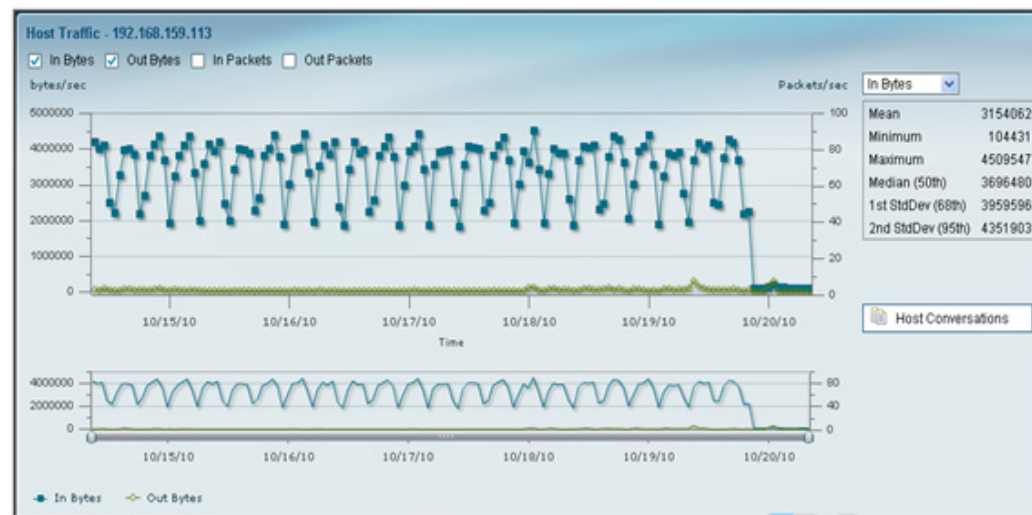 Host Traffic - 192.168.159.113
In Bytes Out Bytes In Packets Out Packets
bytes/sec
Packets/sec
5000000
4000000
3000000
2000000
1000000
0
100
80
60
40
20
0
10/15/10 10/16/10 10/17/10 10/18/10 10/19/10 10/20/10
Time
4000000
2000000
0
80
40
0
10/15/10 10/16/10 10/17/10 10/18/10 10/19/10 10/20/10
In Bytes Out Bytes
In Bytes
Mean 3154062
Minimum 104431
Maximum 4509547
Median (50th) 3696480
1st StdDev (68th) 3959596
2nd StdDev (95th) 4351903
Host Conversations